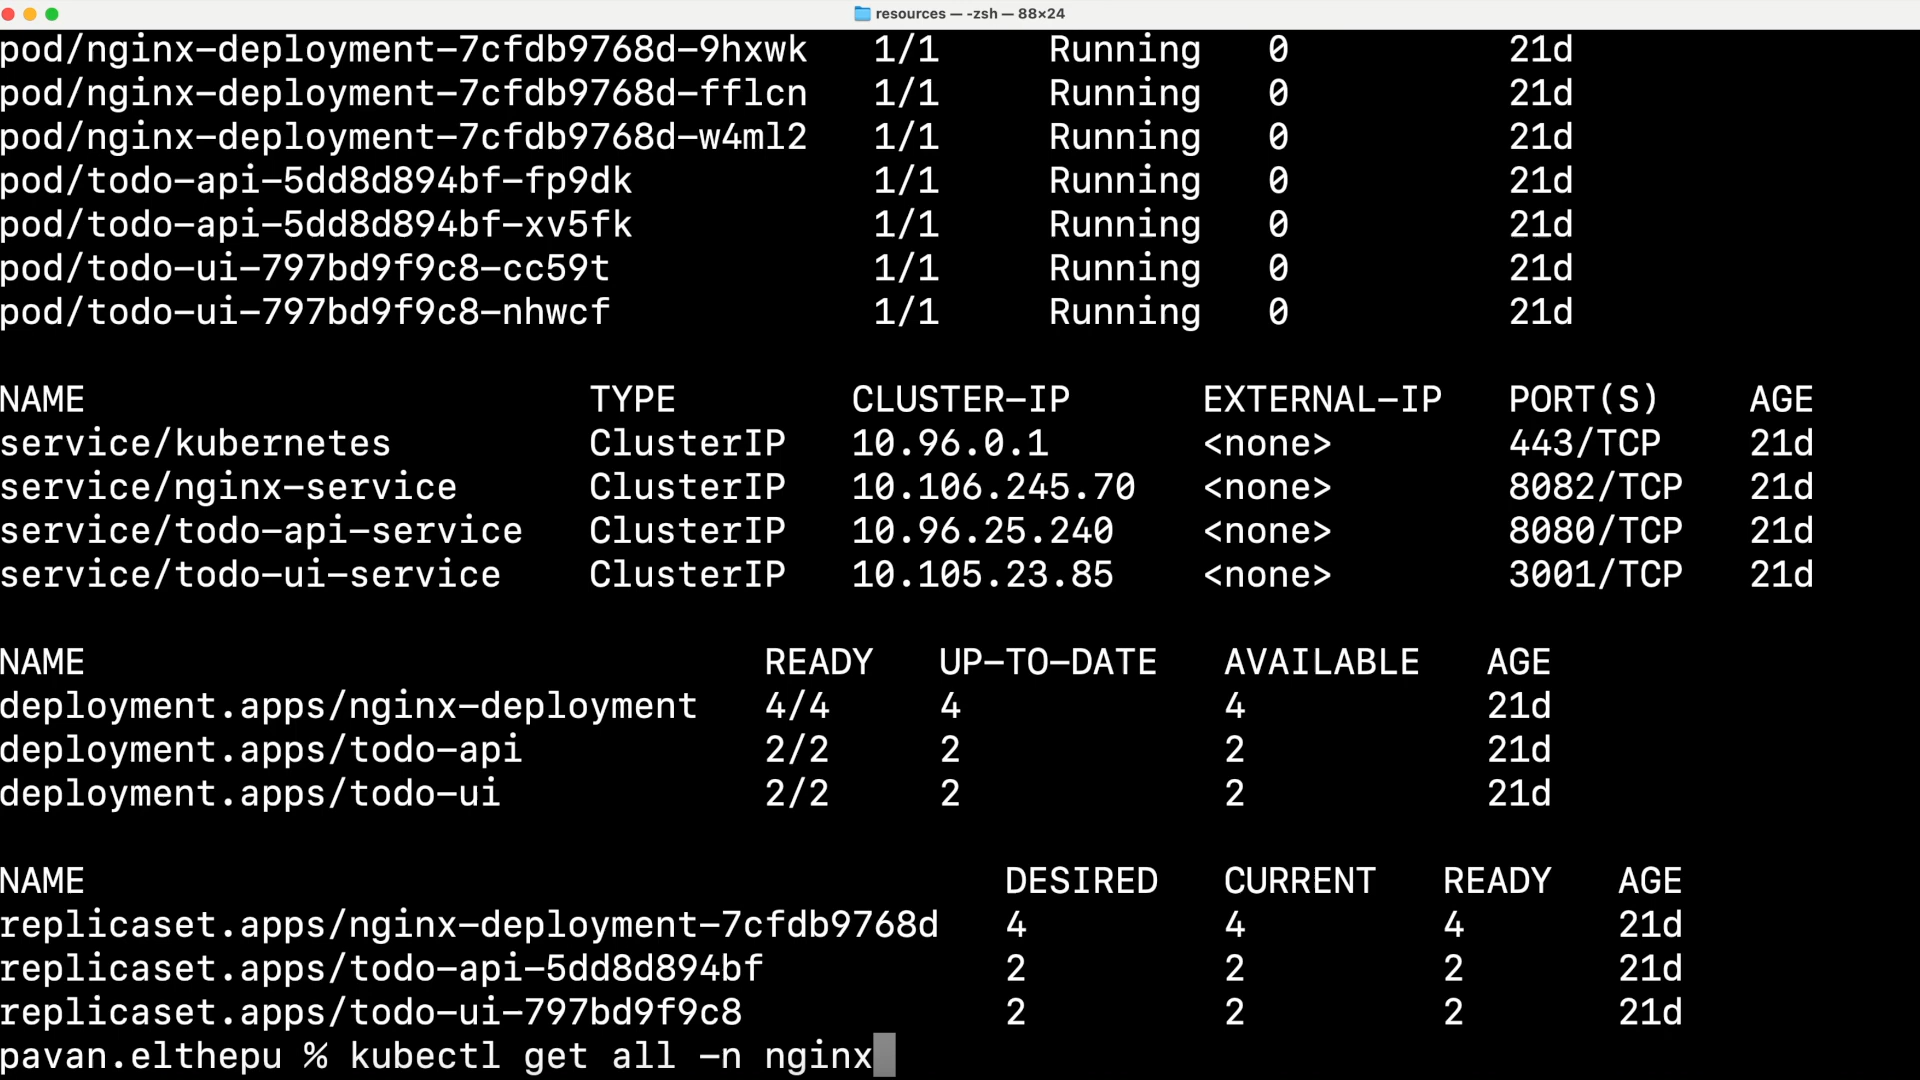 resources — -zsh — 88×24
pod/nginx-deployment-7cfdb9768d-9hxwk 1/1 Running 0 21d
pod/nginx-deployment-7cfdb9768d-fflcn 1/1 Running 0 21d
pod/nginx-deployment-7cfdb9768d-w4ml2 1/1 Running 0 21d
pod/todo-api-5dd8d894bf-fp9dk 1/1 Running 0 21d
pod/todo-api-5dd8d894bf-xv5fk 1/1 Running 0 21d
pod/todo-ui-797bd9f9c8-cc59t 1/1 Running 0 21d
pod/todo-ui-797bd9f9c8-nhwcf 1/1 Running 0 21d
NAME TYPE CLUSTER-IP EXTERNAL-IP PORT(S) AGE
service/kubernetes ClusterIP 10.96.0.1 <none> 443/TCP 21d
service/nginx-service ClusterIP 10.106.245.70 <none> 8082/TCP 21d
service/todo-api-service ClusterIP 10.96.25.240 <none> 8080/TCP 21d
service/todo-ui-service ClusterIP 10.105.23.85 <none> 3001/TCP 21d
NAME READY UP-TO-DATE AVAILABLE AGE
deployment.apps/nginx-deployment 4/4 4 4 21d
deployment.apps/todo-api 2/2 2 2 21d
deployment.apps/todo-ui 2/2 2 2 21d
NAME DESIRED CURRENT READY AGE
replicaset.apps/nginx-deployment-7cfdb9768d 4 4 4 21d
replicaset.apps/todo-api-5dd8d894bf 2 2 2 21d
replicaset.apps/todo-ui-797bd9f9c8 2 2 2 21d
pavan.elthepu % kubectl get all -n nginx